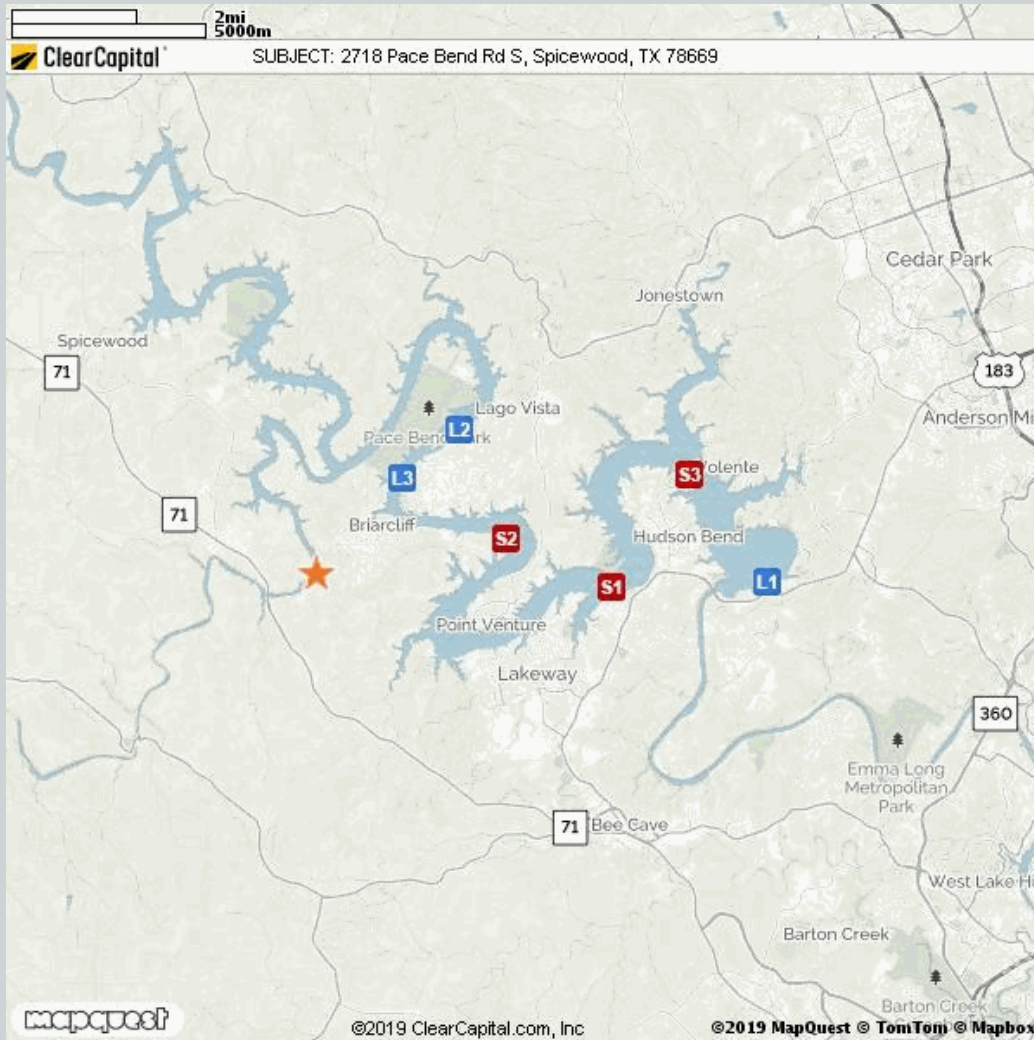 2mi
5000m
ClearCapital
SUBJECT: 2718 Pace Bend Rd S, Spicewood, TX 78669
Cedar Park
Jonestown
Spicewood
71
183
Lago Vista
Anderson Mi
L2
Pace Bend
L3
S3
Volente
71
Briarcliff
S2
Hudson Bend
S1
L1
Point Venture
Lakeway
360
Emma Long
Metropolitan
Park
71
Bee Cave
West Lake Hi
Barton Creek
Barton Creek
mapquest
©2019 ClearCapital.com, Inc
©2019 MapQuest © TomTom © Mapbox